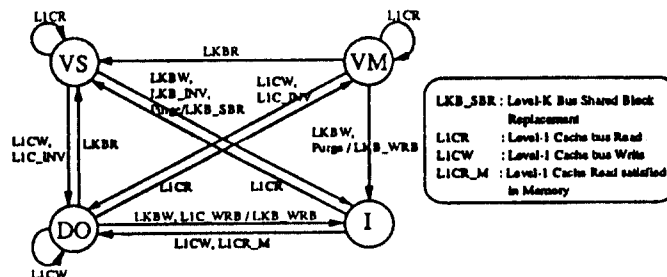 L1CR
L1CR
VS
LKBR
VM
LKBW,
LKB_INV,
Purge/LKB_SBR
L1CW,
L1C_INV
LKB_SBR : Level-K Bus Shared Block
Replacement
L1CR : Level-1 Cache bus Read
L1CW : Level-1 Cache bus Write
L1CR_M : Level-1 Cache Read satisfied
in Memory
LKBW,
Purge / LKB_WRB
L1CW,
L1C_INV
LKBR
L1CR
L1CR
DO
LKBW, L1C_WRB / LKB_WRB
I
L1CW, L1CR_M
L1CW